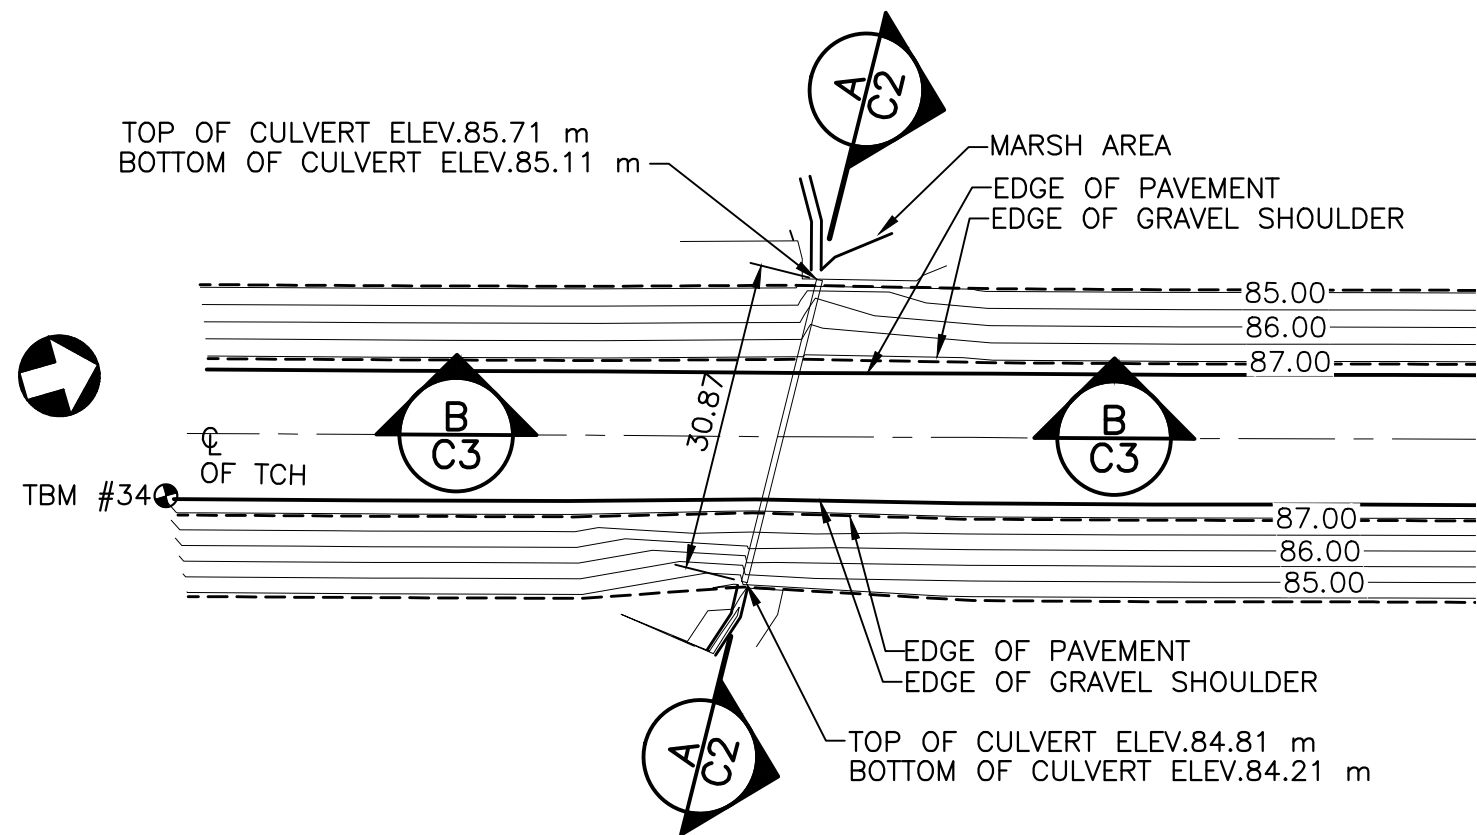 A
C2
TOP OF CULVERT ELEV.85.71 m
BOTTOM OF CULVERT ELEV.85.11 m
MARSH AREA
EDGE OF PAVEMENT
EDGE OF GRAVEL SHOULDER
85.00
86.00
87.00
30.87
B
C3
B
C3
℄
OF TCH
TBM #34
87.00
86.00
85.00
EDGE OF PAVEMENT
EDGE OF GRAVEL SHOULDER
A
C2
TOP OF CULVERT ELEV.84.81 m
BOTTOM OF CULVERT ELEV.84.21 m